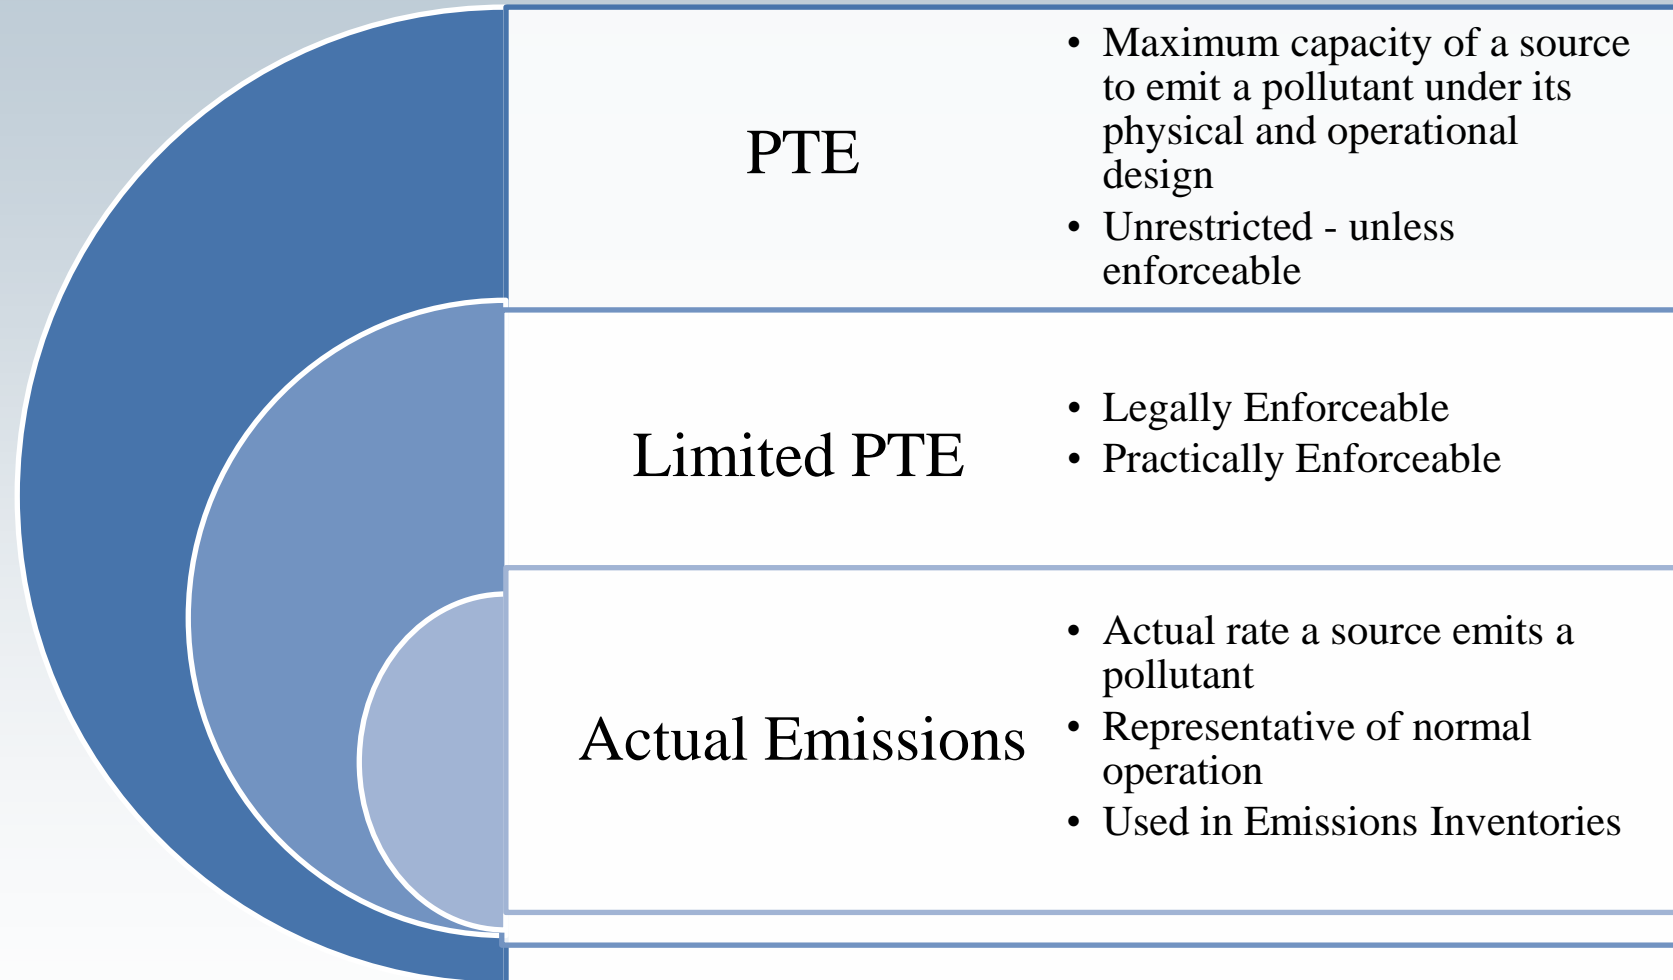 PTE
• Maximum capacity of a source
to emit a pollutant under its
physical and operational
design
• Unrestricted - unless
enforceable
Limited PTE
• Legally Enforceable
• Practically Enforceable
Actual Emissions
• Actual rate a source emits a
pollutant
• Representative of normal
operation
• Used in Emissions Inventories